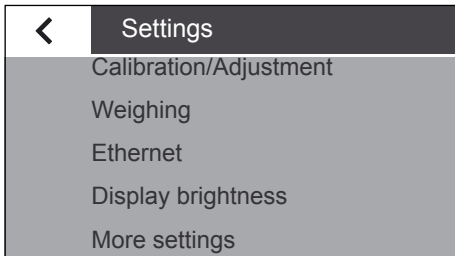 Settings
Calibration/Adjustment
Weighing
Ethernet
Display brightness
More settings